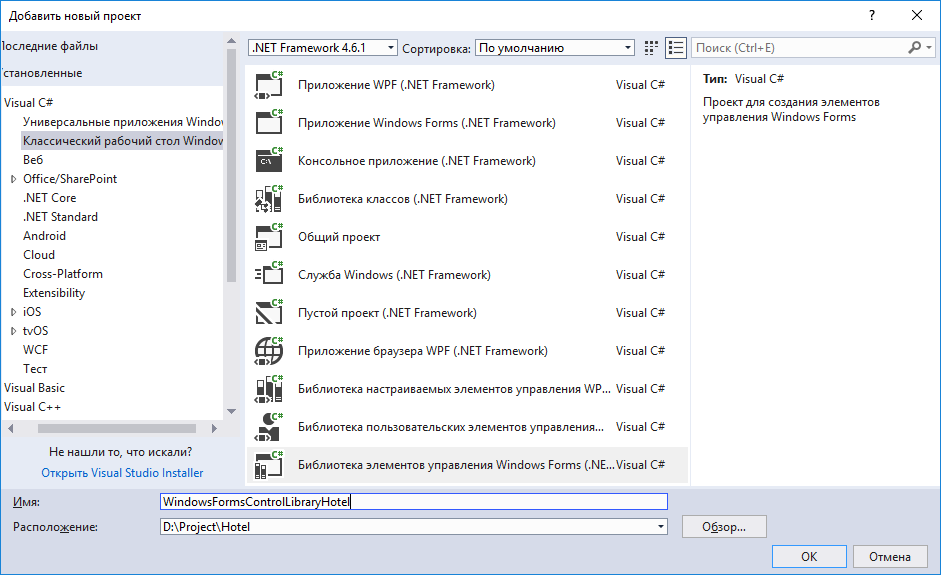 Добавить новый проект
Последние файлы
Установленные
Visual C#
Универсальные приложения Window
Классический рабочий стол Window
Веб
Office/SharePoint
.NET Core
.NET Standard
Android
Cloud
Cross-Platform
Extensibility
iOS
tvOS
WCF
Тест
Visual Basic
Visual C++
Не нашли то, что искали?
Открыть Visual Studio Installer
.NET Framework 4.6.1
Сортировка: По умолчанию
Поиск (Ctrl+E)
Приложение WPF (.NET Framework) Visual C#
Приложение Windows Forms (.NET Framework) Visual C#
Консольное приложение (.NET Framework) Visual C#
Библиотека классов (.NET Framework) Visual C#
Общий проект Visual C#
Служба Windows (.NET Framework) Visual C#
Пустой проект (.NET Framework) Visual C#
Приложение браузера WPF (.NET Framework) Visual C#
Библиотека настраиваемых элементов управления WP... Visual C#
Библиотека пользовательских элементов управления... Visual C#
Библиотека элементов управления Windows Forms (.NE... Visual C#
Тип: Visual C#
Проект для создания элементов
управления Windows Forms
Имя: WindowsFormsControlLibraryHotel
Расположение: D:\Project\Hotel
Обзор...
OK
Отмена